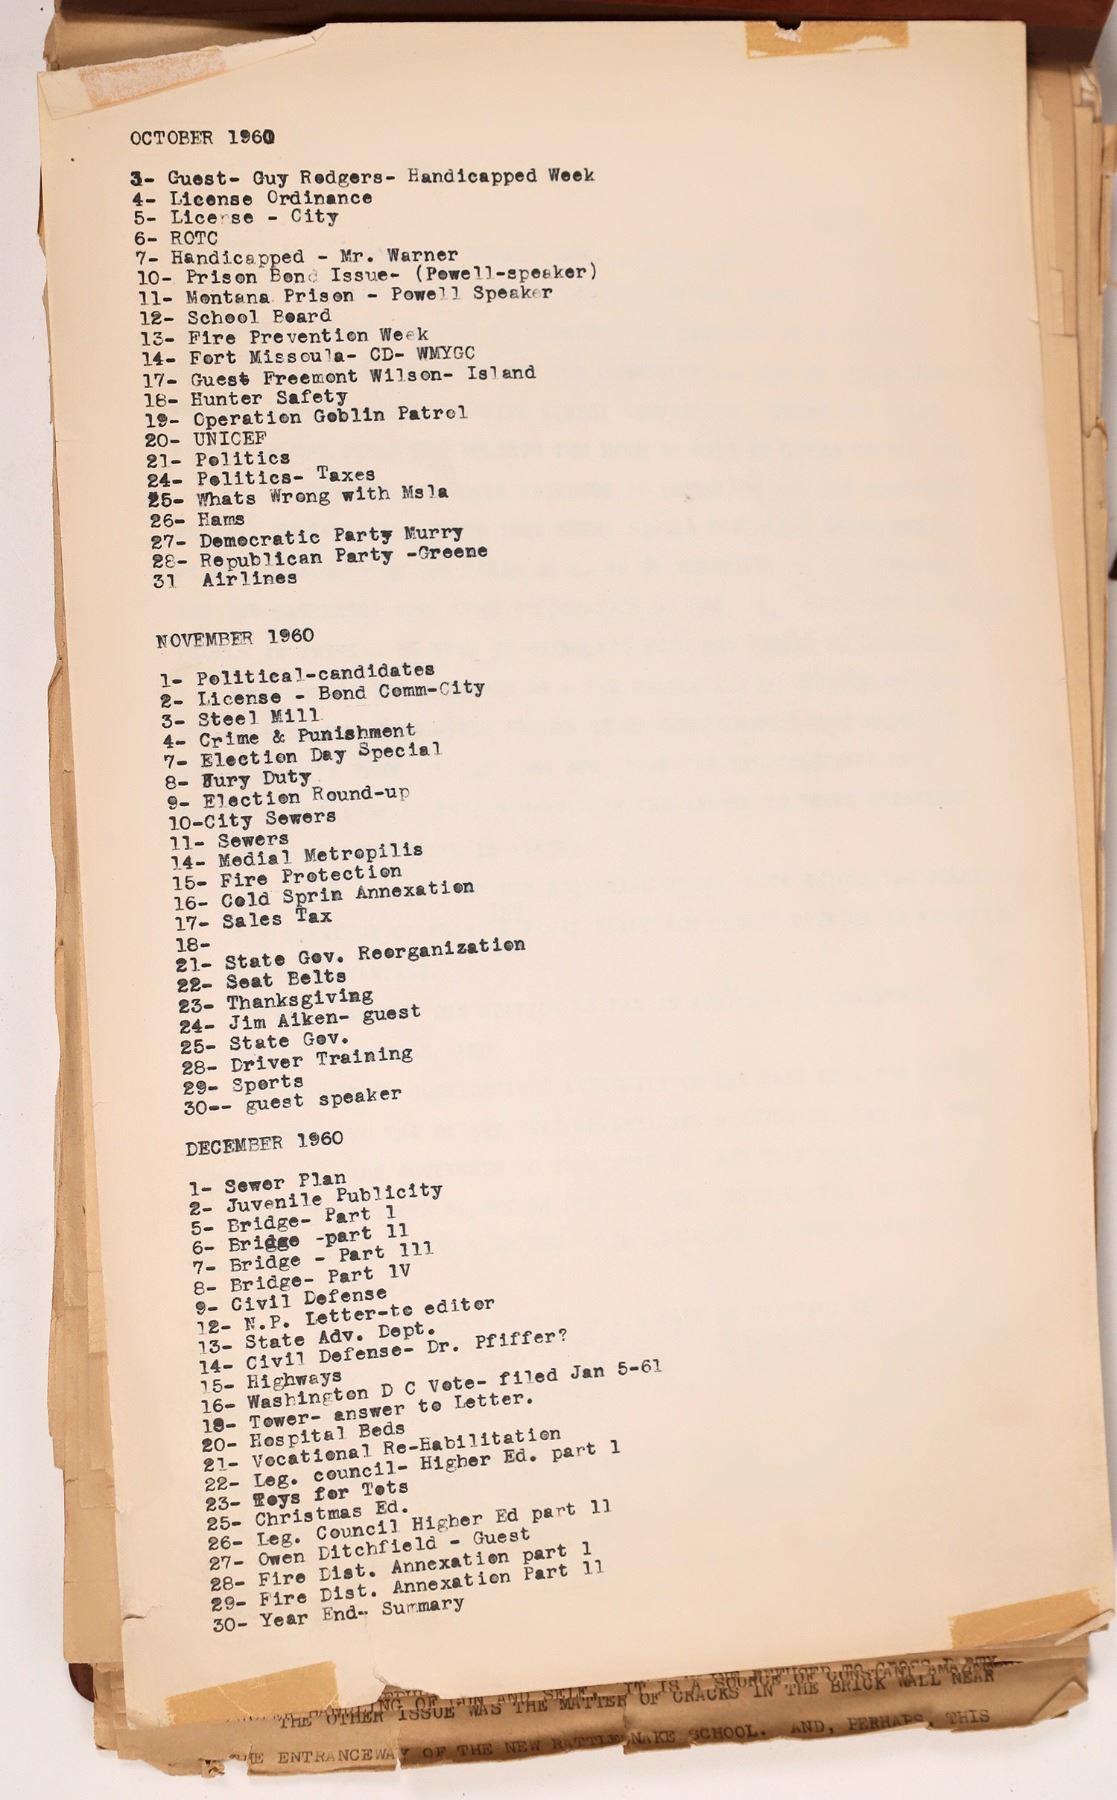 OCTOBER 1960
3- Guest- Guy Rodgers- Handicapped Week
4- License Ordinance
5- License - City
6- ROTC
7- Handicapped - Mr. Warner
10- Prison Bond Issue- (Powell-speaker)
11- Montana Prison - Powell Speaker
12- School Board
13- Fire Prevention Week
14- Fort Missoula- CD- WMYGC
17- Guest Freemont Wilson- Island
18- Hunter Safety
19- Operation Goblin Patrol
20- UNICEF
21- Politics
24- Politics- Taxes
25- Whats Wrong with Msla
26- Hams
27- Democratic Party Murry
28- Republican Party -Greene
31 Airlines
NOVEMBER 1960
1- Political-candidates
2- License - Bond Comm-City
3- Steel Mill
4- Crime & Punishment
7- Election Day Special
8- Jury Duty
9- Election Round-up
10-City Sewers
11- Sewers
14- Medial Metropilis
15- Fire Protection
16- Cold Sprin Annexation
17- Sales Tax
18-
21- State Gov. Reorganization
22- Seat Belts
23- Thanksgiving
24- Jim Aiken- guest
25- State Gov.
28- Driver Training
29- Sports
30-- guest speaker
DECEMBER 1960
1- Sewer Plan
2- Juvenile Publicity
5- Bridge- Part 1
6- Bridge -part 11
7- Bridge - Part 111
8- Bridge- Part 1V
9- Civil Defense
12- N.P. Letter-to editor
13- State Adv. Dept.
14- Civil Defense- Dr. Pfiffer?
15- Highways
16- Washington D C Vote- filed Jan 5-61
19- Tower- answer to Letter.
20- Hospital Beds
21- Vocational Re-Habilitation
22- Leg. council- Higher Ed. part 1
23- Toys for Tots
25- Christmas Ed.
26- Leg. Council Higher Ed part 11
27- Owen Ditchfield - Guest
28- Fire Dist. Annexation part 1
29- Fire Dist. Annexation Part 11
30- Year End- Summary
OF GUN AND SELF. IT IS A SOURCE OF CONSTANT
THE OTHER ISSUE WAS THE MATTER OF CRACKS IN THE BRICK WALL NEAR
THE ENTRANCEWAY OF THE NEW RATTLESNAKE SCHOOL. AND, PERHAPS, THIS